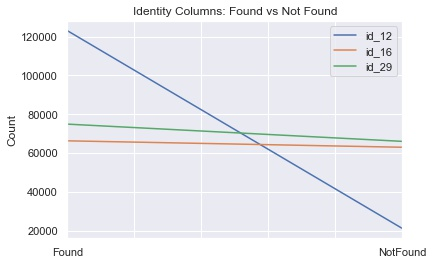 Identity Columns: Found vs Not Found
id_12
id_16
id_29
Count
120000
100000
80000
60000
40000
20000
Found
NotFound